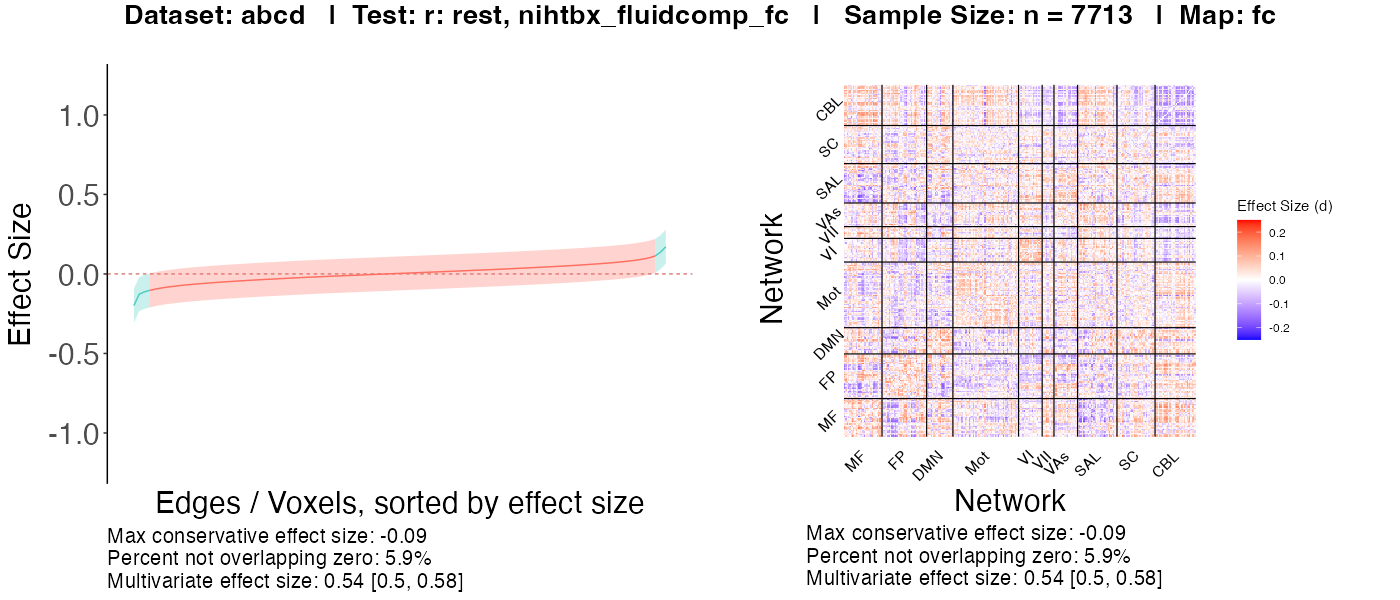 Dataset: abcd | Test: r: rest, nihtbx_fluidcomp_fc | Sample Size: n = 7713 | Map: fc
Effect Size
1.0
0.5
0.0
-0.5
-1.0
Edges / Voxels, sorted by effect size
Max conservative effect size: -0.09
Percent not overlapping zero: 5.9%
Multivariate effect size: 0.54 [0.5, 0.58]
Network
CBL
SC
SAL
VAs
VII
VI
Mot
DMN
FP
MF
MF FP DMN Mot VI VII VAs SAL SC CBL
Network
Max conservative effect size: -0.09
Percent not overlapping zero: 5.9%
Multivariate effect size: 0.54 [0.5, 0.58]
Effect Size (d)
0.2
0.1
0.0
-0.1
-0.2